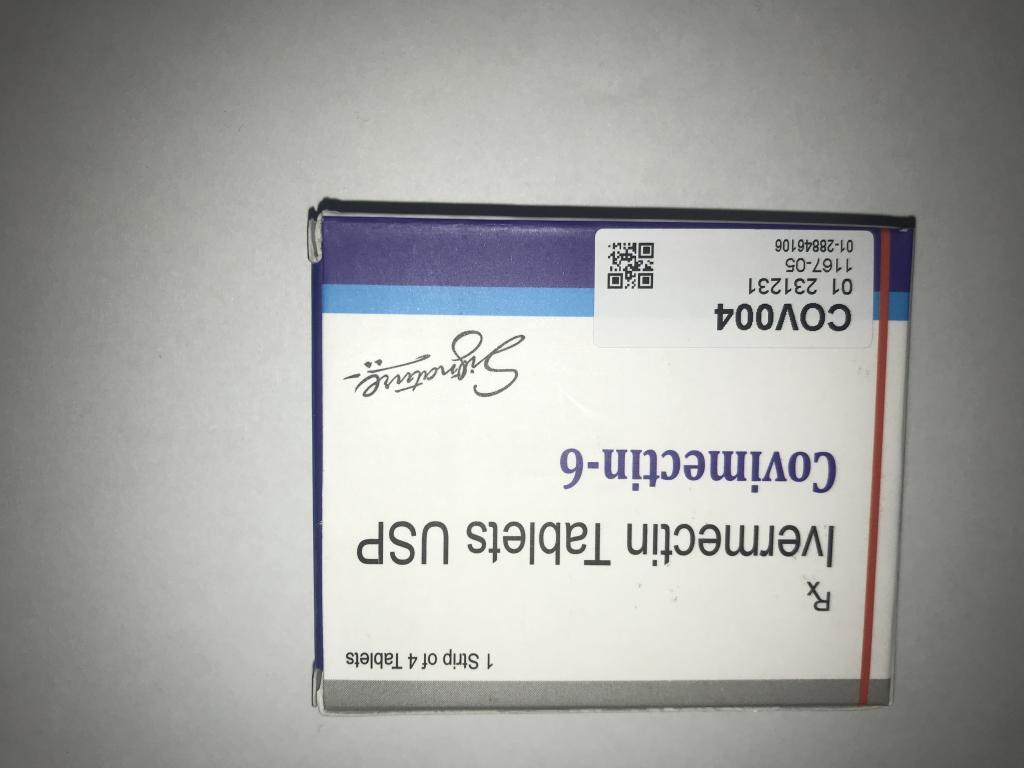 1 Strip of 4 Tablets
Rx
Ivermectin Tablets USP
Covimectin-6
Signature
COV004
01 231231
1167-05
01-28846106